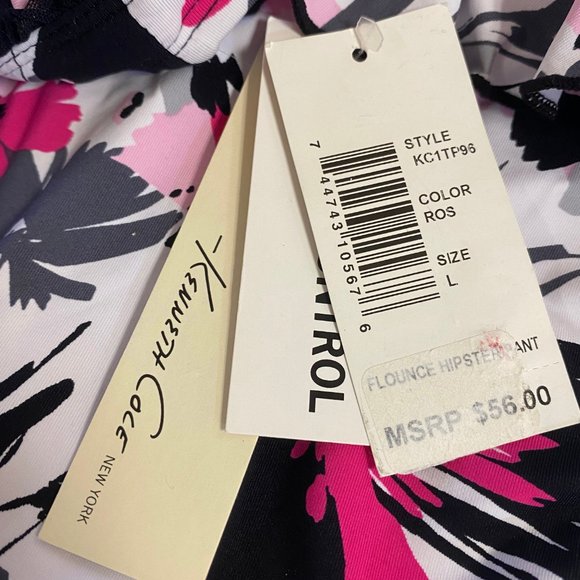 STYLE
KC1TP96
COLOR
ROS
SIZE
L
7 44743 10567 6
FLOUNCE HIPSTER PANT
MSRP $56.00
KENNETH COLE
NEW YORK